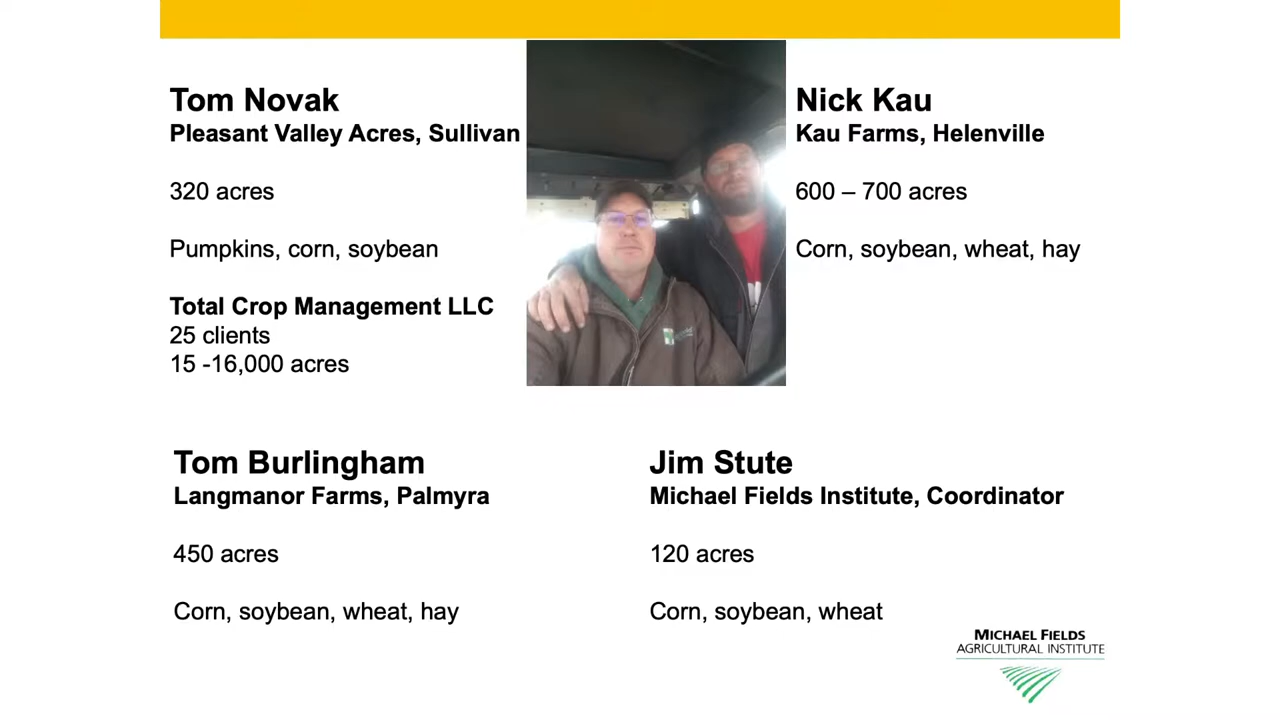 Tom Novak
Pleasant Valley Acres, Sullivan
320 acres
Pumpkins, corn, soybean
Total Crop Management LLC
25 clients
15 -16,000 acres
Nick Kau
Kau Farms, Helenville
600 – 700 acres
Corn, soybean, wheat, hay
Tom Burlingham
Langmanor Farms, Palmyra
450 acres
Corn, soybean, wheat, hay
Jim Stute
Michael Fields Institute, Coordinator
120 acres
Corn, soybean, wheat
MICHAEL FIELDS
AGRICULTURAL INSTITUTE